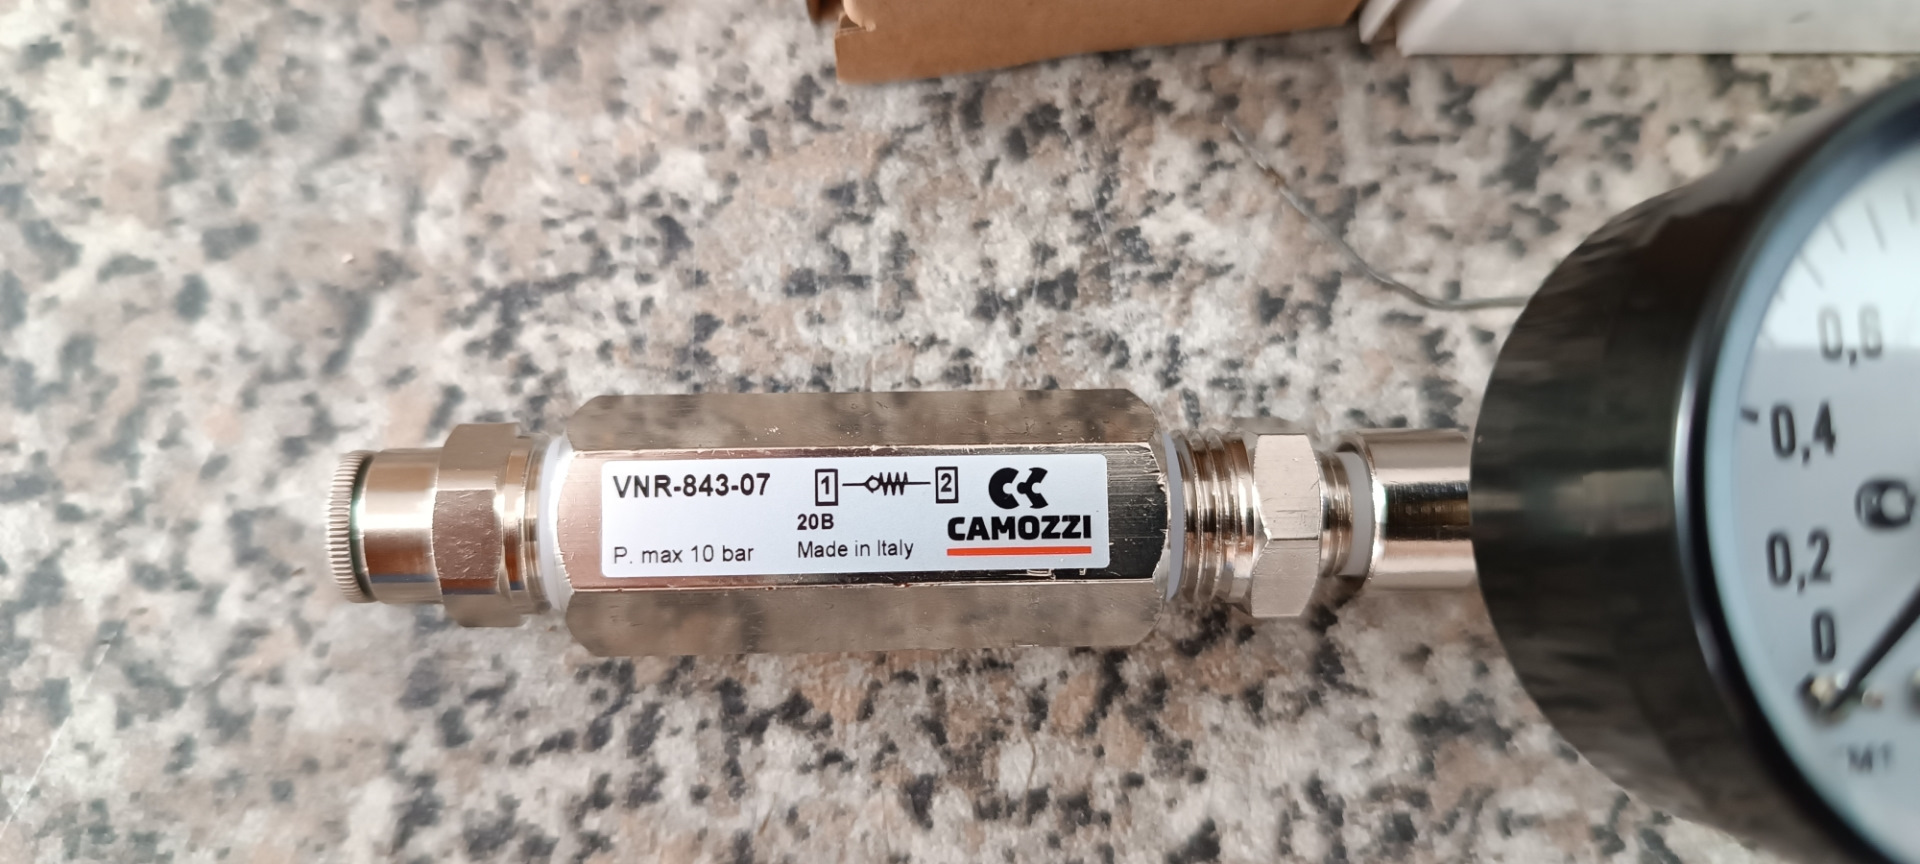 VNR-843-07
1 2
20B
P. max 10 bar
Made in Italy
CAMOZZI
0,6
0,4
0,2
0